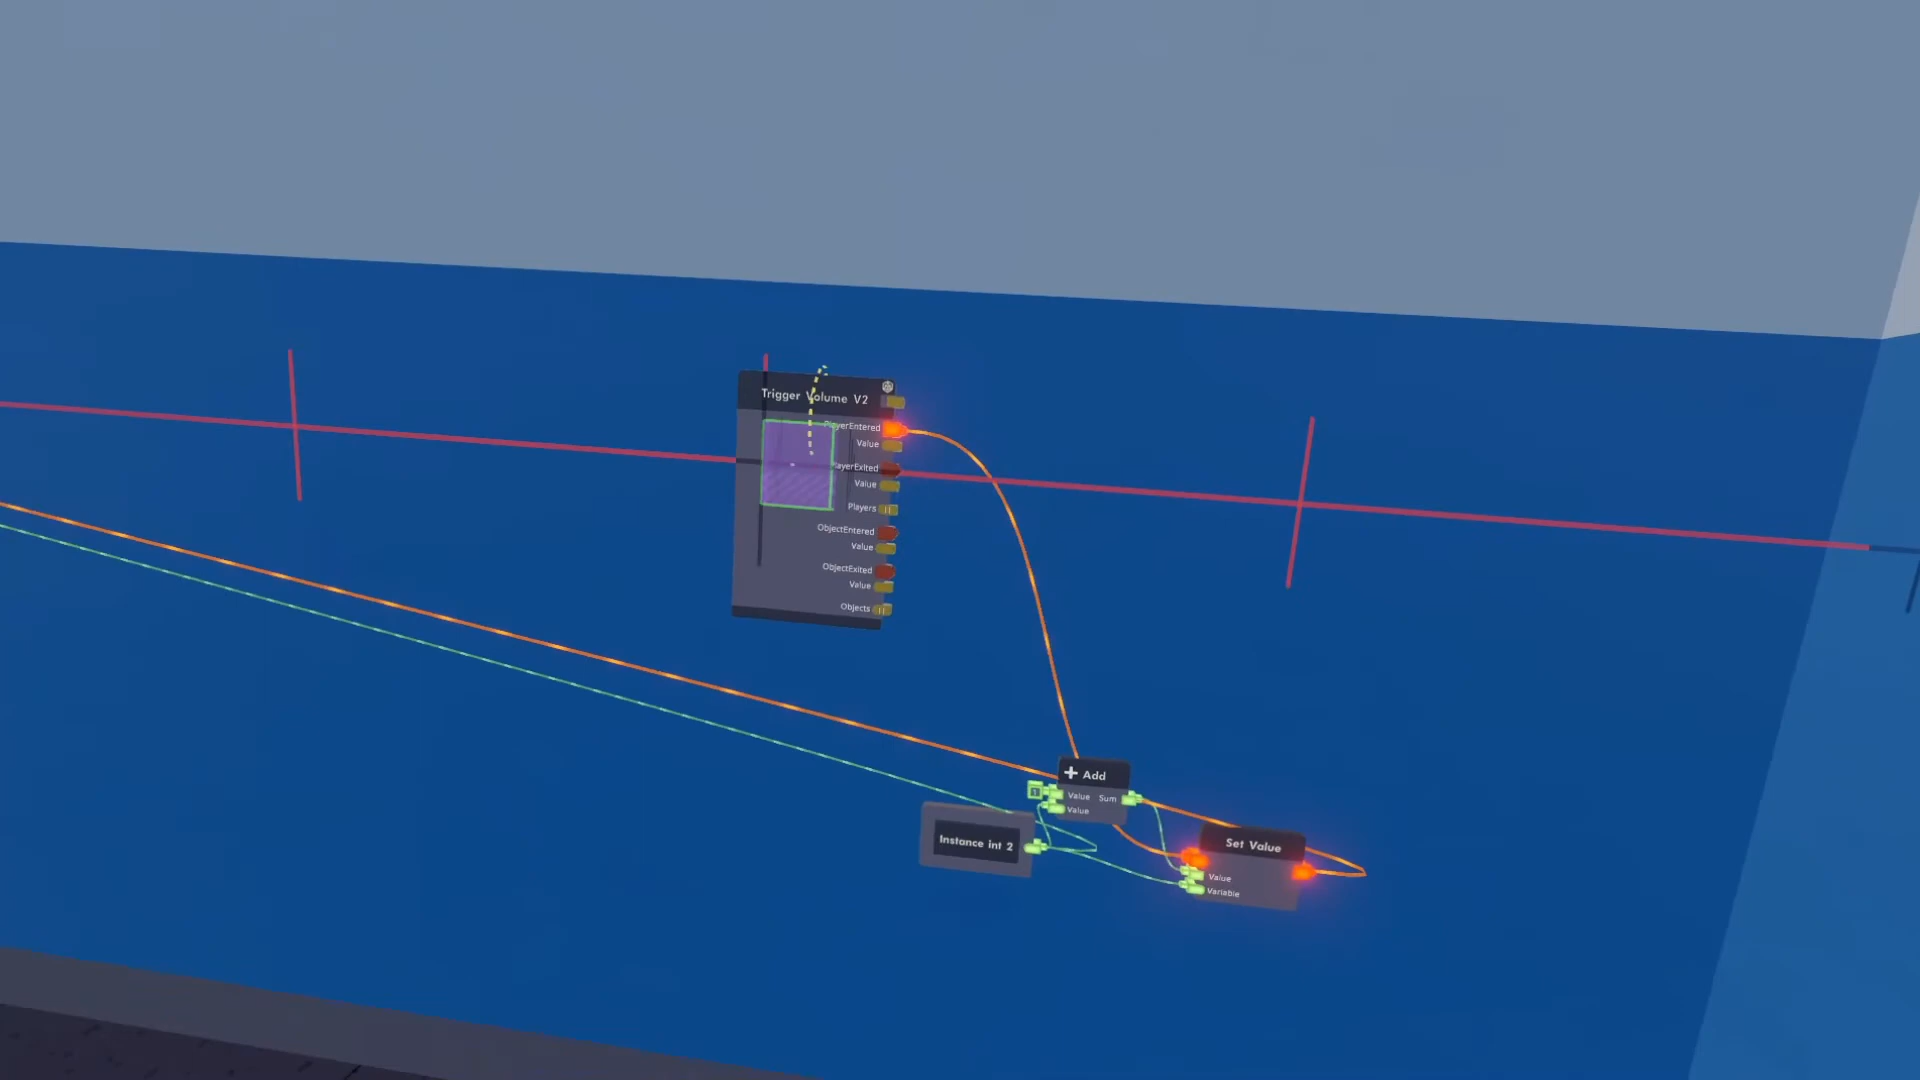 Trigger Volume V2
PlayerEntered
Value
ayerExited
Value
Players
ObjectEntered
Value
ObjectExited
Value
Objects
Add
1
Value Sum
Value
Instance int 2
Set Value
Value
Variable